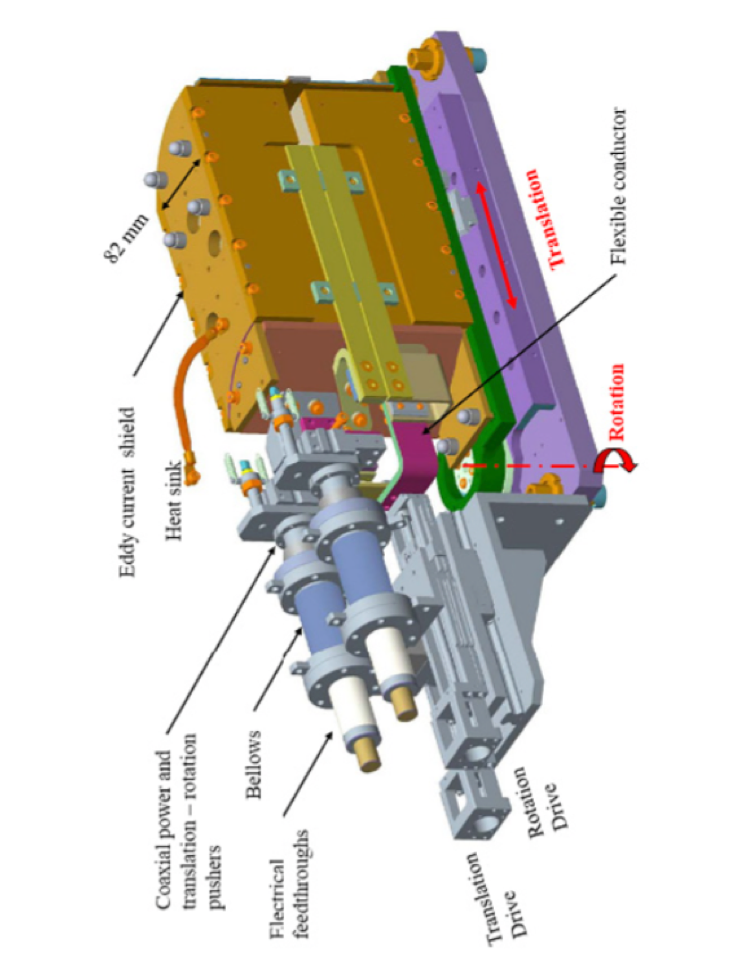 82 mm
Eddy current shield
Heat sink
Coaxial power and
translation – rotation
pushers
Bellows
Electrical
feedthroughs
Translation
Drive
Rotation
Drive
Rotation
Translation
Flexible conductor